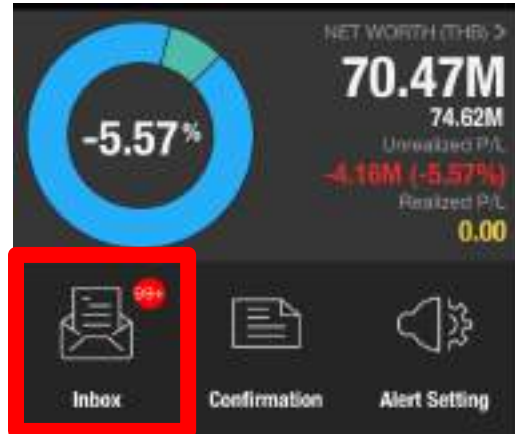 NET WORTH (THB) >
70.47M
74.62M
-5.57%
Unrealized P/L
-4.16M (-5.57%)
Realized P/L
0.00
99+
Inbox
Confirmation
Alert Setting